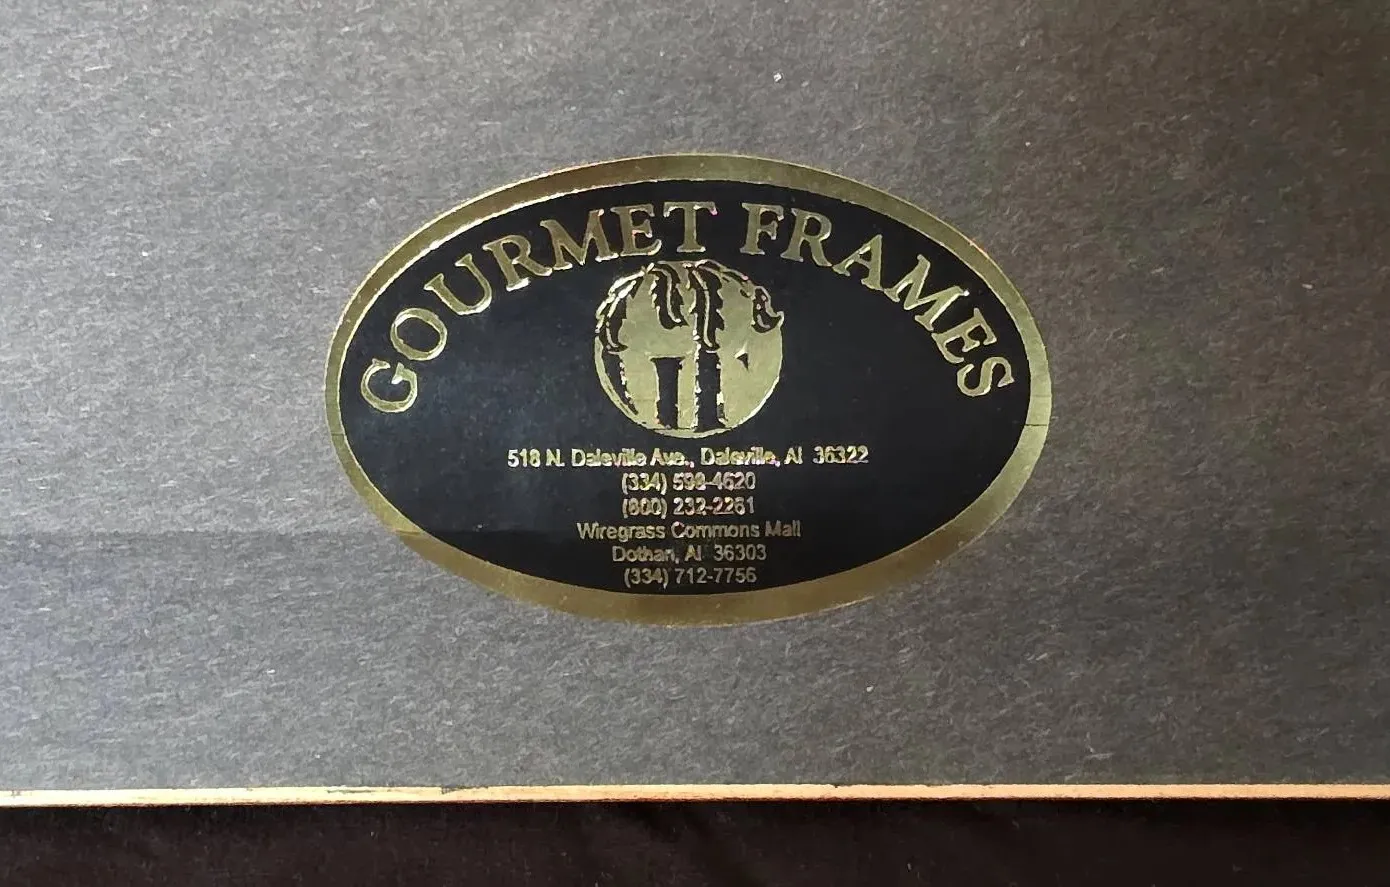 GOURMET FRAMES
518 N. Daleville Ave., Daleville, Al 36322
(334) 598-4620
(800) 232-2261
Wiregrass Commons Mall
Dothan, Al 36303
(334) 712-7756